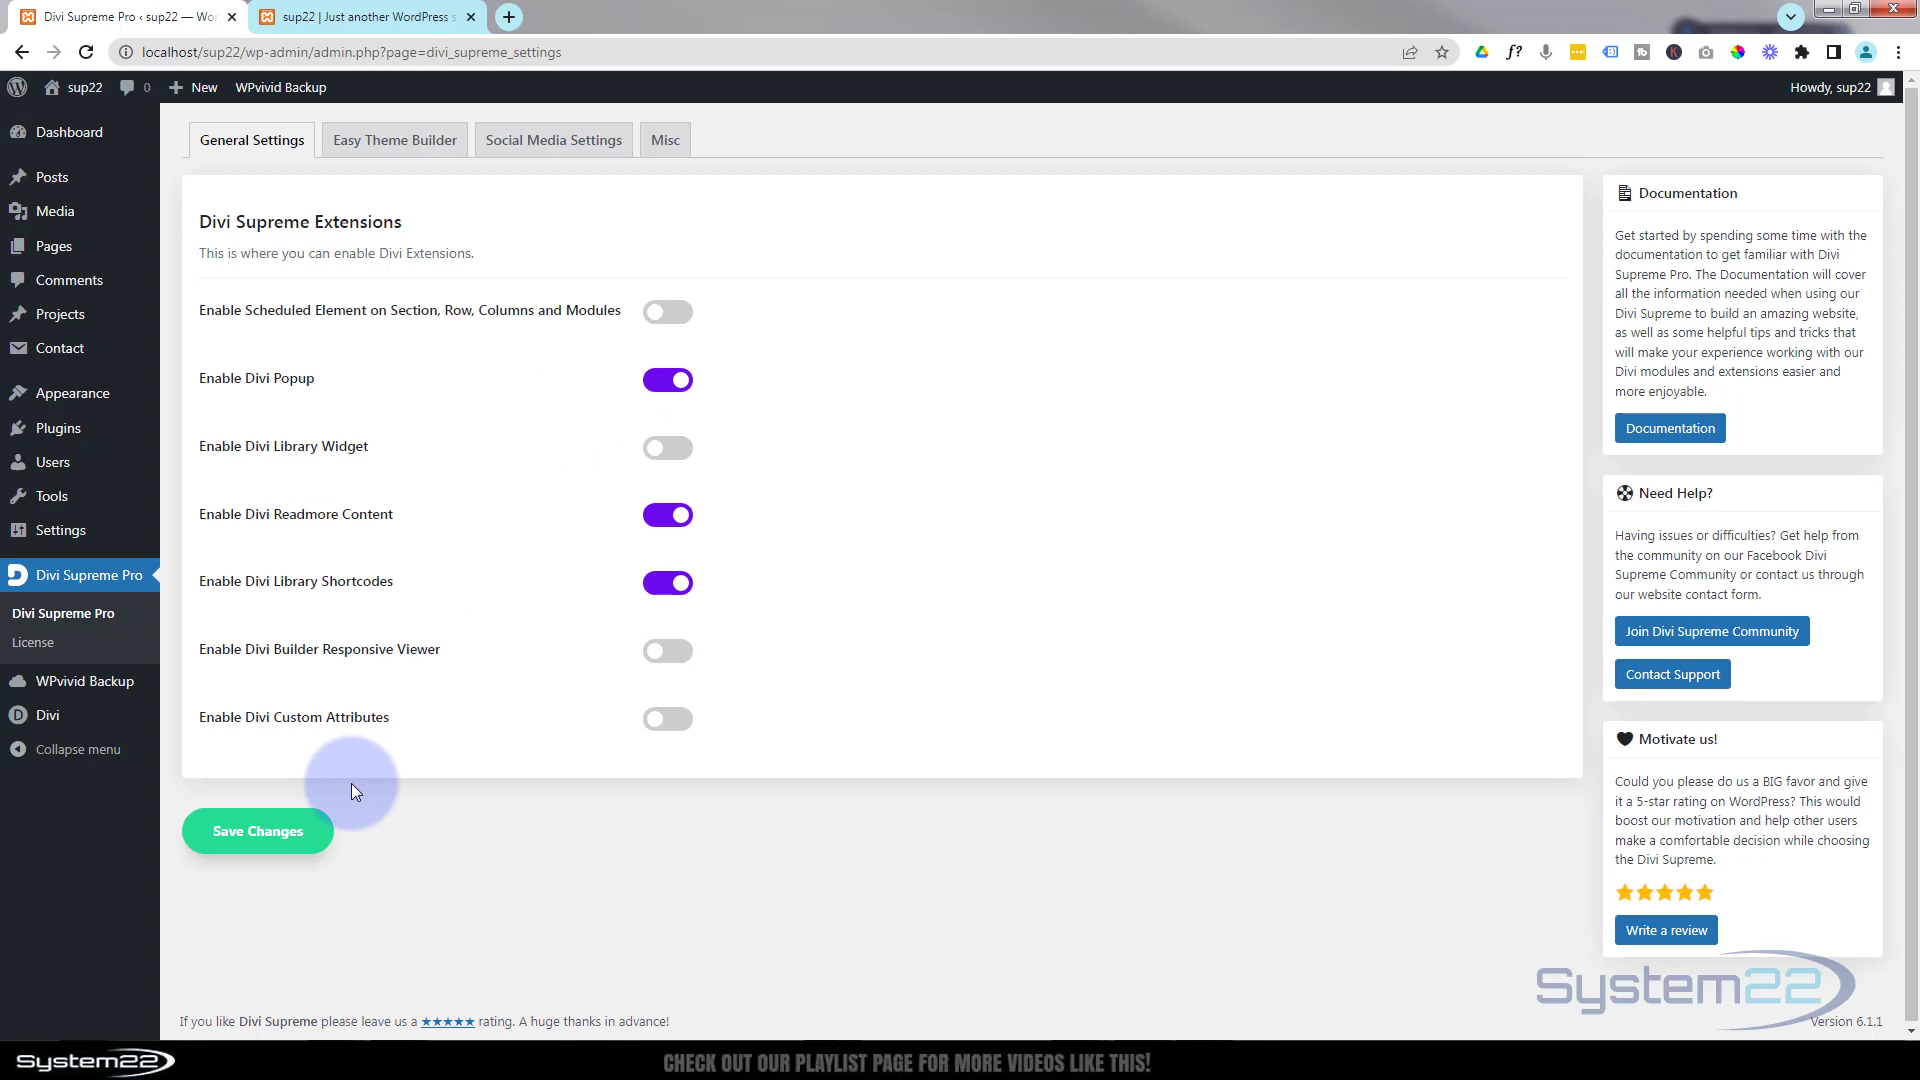 Divi Supreme Pro ‹ sup22 — Wor
sup22 | Just another WordPress s
localhost/sup22/wp-admin/admin.php?page=divi_supreme_settings
f?
sup22
0
New
WPvivid Backup
Howdy, sup22
Dashboard
Posts
Media
Pages
Comments
Projects
Contact
Appearance
Plugins
Users
Tools
Settings
Divi Supreme Pro
Divi Supreme Pro
License
WPvivid Backup
Divi
Collapse menu
General Settings
Easy Theme Builder
Social Media Settings
Misc
Divi Supreme Extensions
This is where you can enable Divi Extensions.
Enable Scheduled Element on Section, Row, Columns and Modules
Enable Divi Popup
Enable Divi Library Widget
Enable Divi Readmore Content
Enable Divi Library Shortcodes
Enable Divi Builder Responsive Viewer
Enable Divi Custom Attributes
Save Changes
Documentation
Get started by spending some time with the
documentation to get familiar with Divi
Supreme Pro. The Documentation will cover
all the information needed when using our
Divi Supreme to build an amazing website,
as well as some helpful tips and tricks that
will make your experience working with our
Divi modules and extensions easier and
more enjoyable.
Documentation
Need Help?
Having issues or difficulties? Get help from
the community on our Facebook Divi
Supreme Community or contact us through
our website contact form.
Join Divi Supreme Community
Contact Support
Motivate us!
Could you please do us a BIG favor and give
it a 5-star rating on WordPress? This would
boost our motivation and help other users
make a comfortable decision while choosing
the Divi Supreme.
Write a review
System22
If you like Divi Supreme please leave us a ★★★★★ rating. A huge thanks in advance!
Version 6.1.1
System22
CHECK OUT OUR PLAYLIST PAGE FOR MORE VIDEOS LIKE THIS!